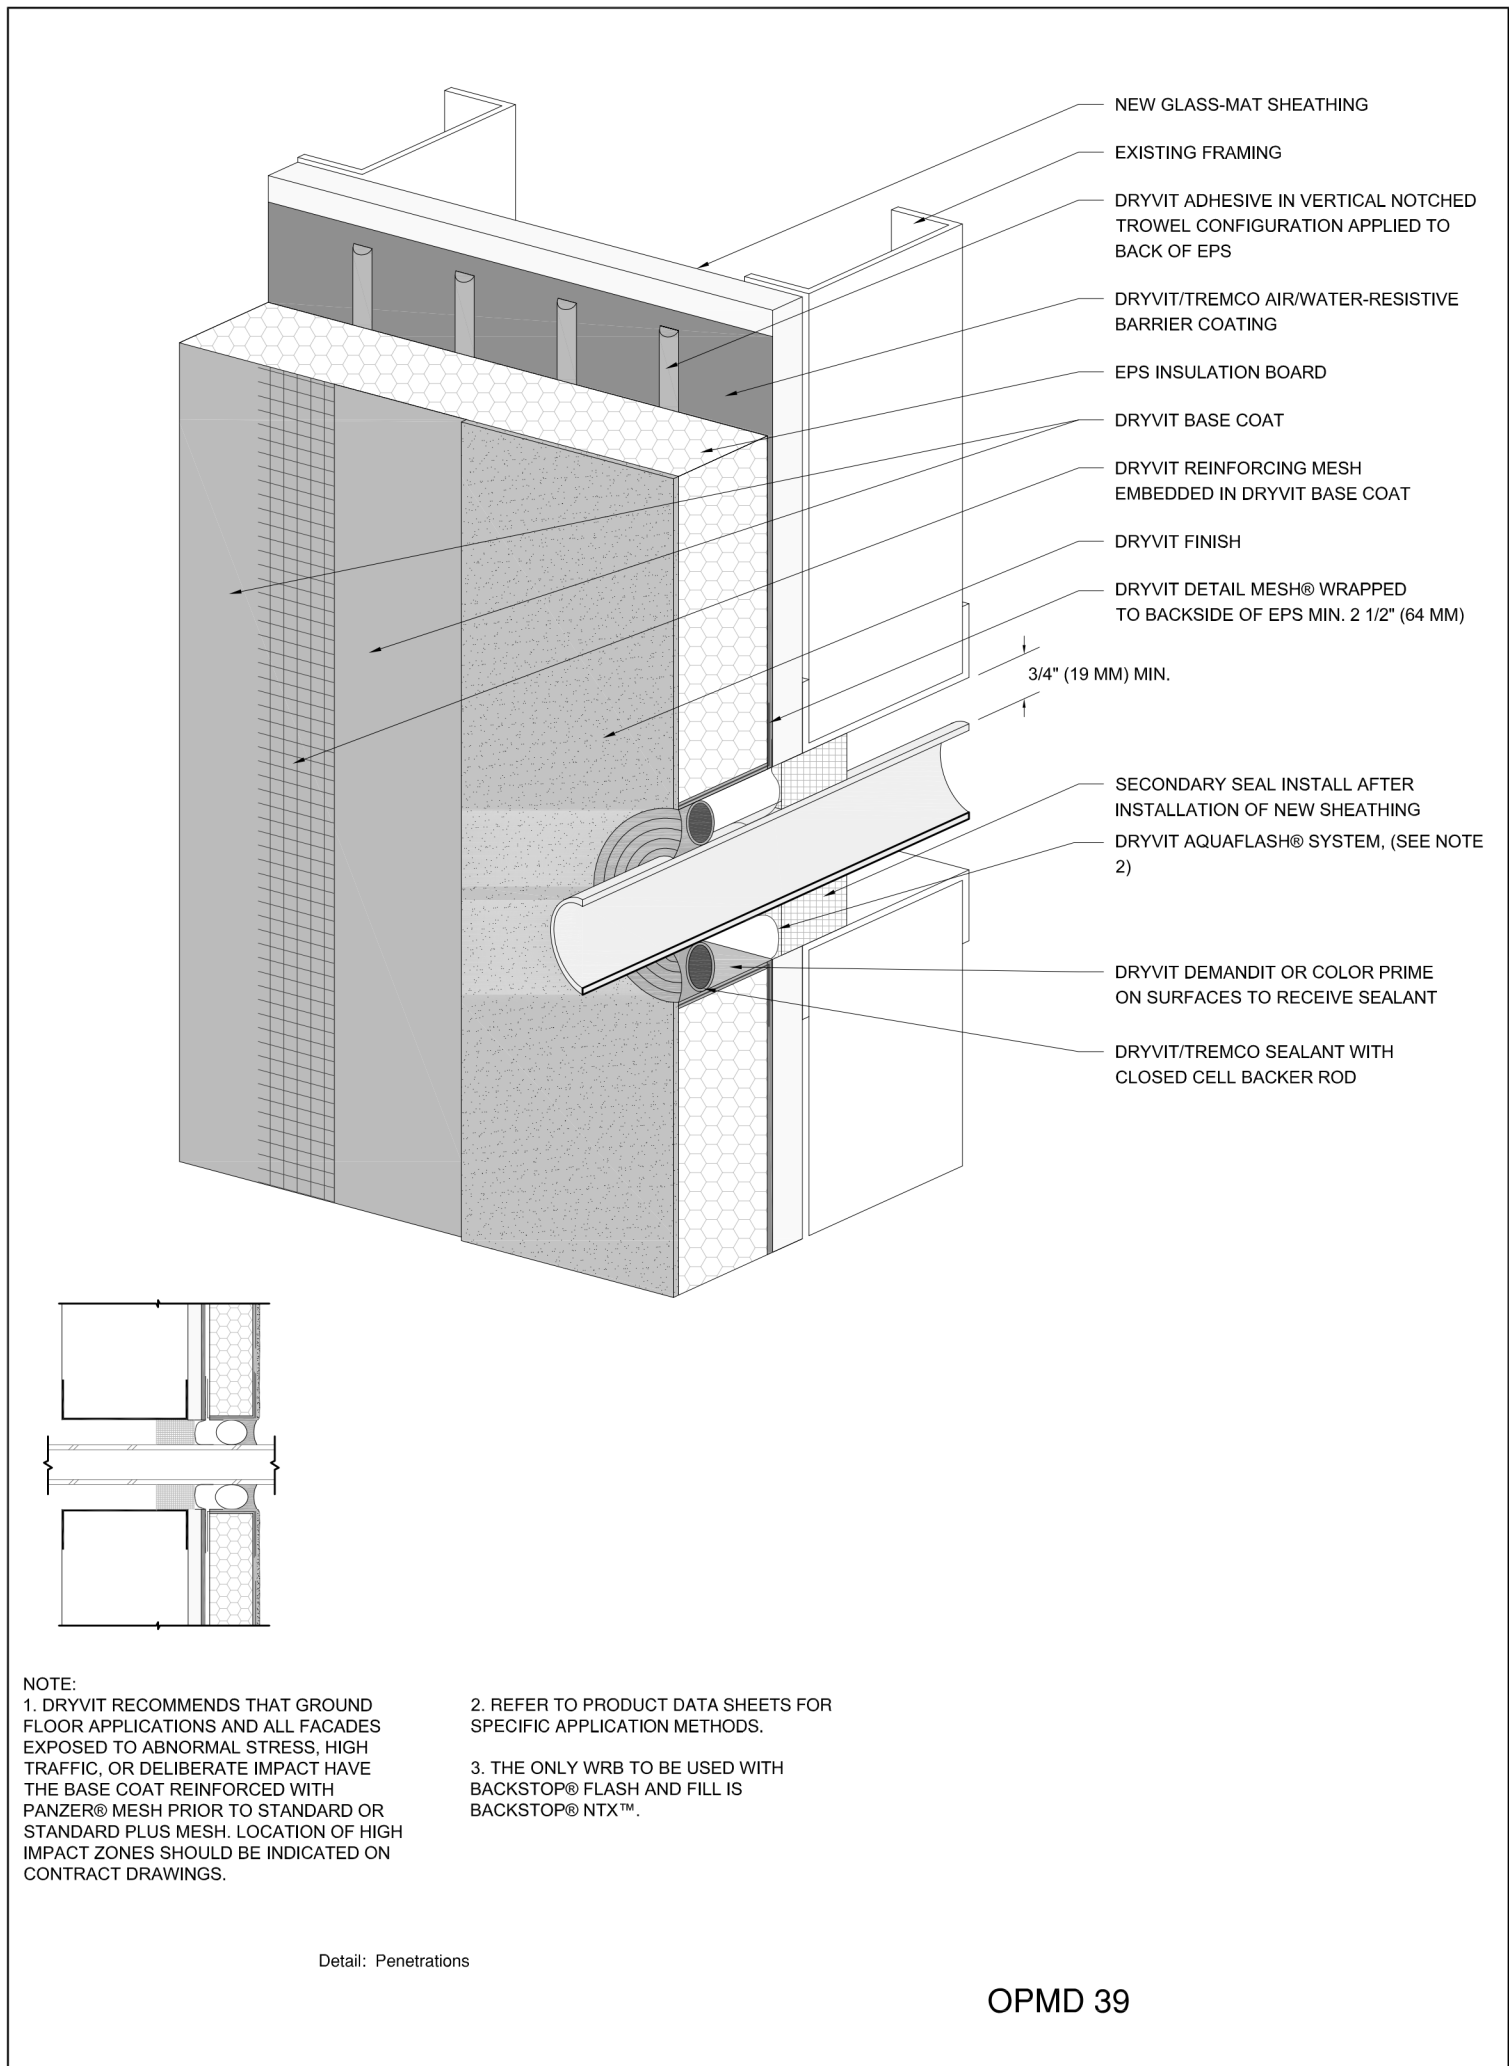 NEW GLASS-MAT SHEATHING
EXISTING FRAMING
DRYVIT ADHESIVE IN VERTICAL NOTCHED
TROWEL CONFIGURATION APPLIED TO
BACK OF EPS
DRYVIT/TREMCO AIR/WATER-RESISTIVE
BARRIER COATING
EPS INSULATION BOARD
DRYVIT BASE COAT
DRYVIT REINFORCING MESH
EMBEDDED IN DRYVIT BASE COAT
DRYVIT FINISH
DRYVIT DETAIL MESH® WRAPPED
TO BACKSIDE OF EPS MIN. 2 1/2" (64 MM)
3/4" (19 MM) MIN.
SECONDARY SEAL INSTALL AFTER
INSTALLATION OF NEW SHEATHING
DRYVIT AQUAFLASH® SYSTEM, (SEE NOTE
2)
DRYVIT DEMANDIT OR COLOR PRIME
ON SURFACES TO RECEIVE SEALANT
DRYVIT/TREMCO SEALANT WITH
CLOSED CELL BACKER ROD
NOTE:
1. DRYVIT RECOMMENDS THAT GROUND
FLOOR APPLICATIONS AND ALL FACADES
EXPOSED TO ABNORMAL STRESS, HIGH
TRAFFIC, OR DELIBERATE IMPACT HAVE
THE BASE COAT REINFORCED WITH
PANZER® MESH PRIOR TO STANDARD OR
STANDARD PLUS MESH. LOCATION OF HIGH
IMPACT ZONES SHOULD BE INDICATED ON
CONTRACT DRAWINGS.
2. REFER TO PRODUCT DATA SHEETS FOR
SPECIFIC APPLICATION METHODS.
3. THE ONLY WRB TO BE USED WITH
BACKSTOP® FLASH AND FILL IS
BACKSTOP® NTX™.
Detail: Penetrations
OPMD 39